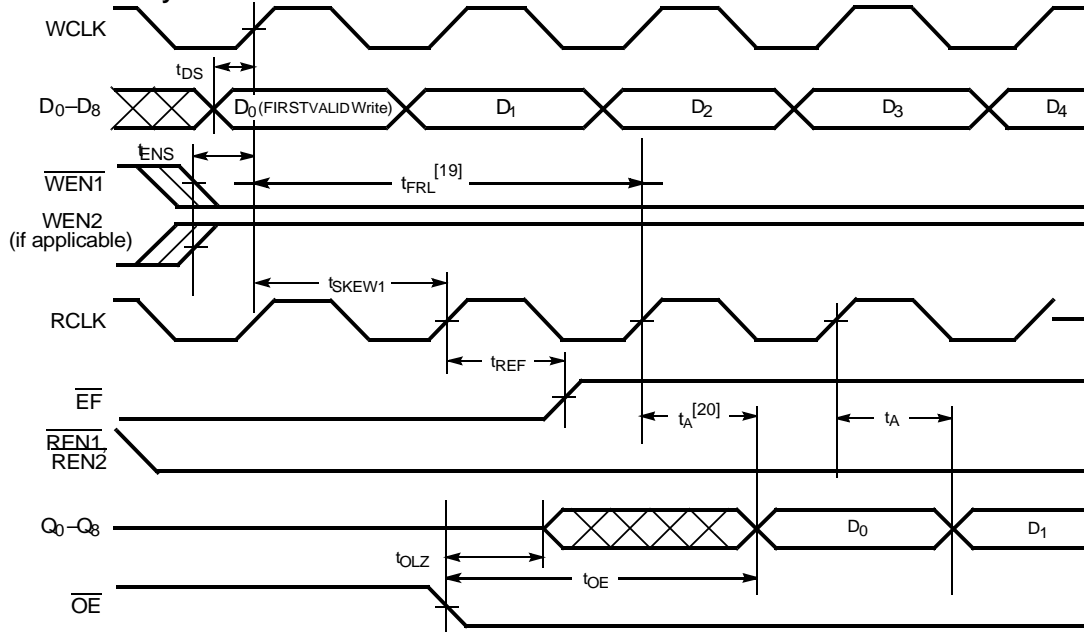 WCLK
tDS
D0–D8
D0 (FIRSTVALID Write)
D1
D2
D3
D4
tENS
WEN1
tFRL[19]
WEN2
(if applicable)
tSKEW1
RCLK
tREF
EF
tA[20]
tA
REN1,
REN2
Q0–Q8
D0
D1
tOLZ
tOE
OE